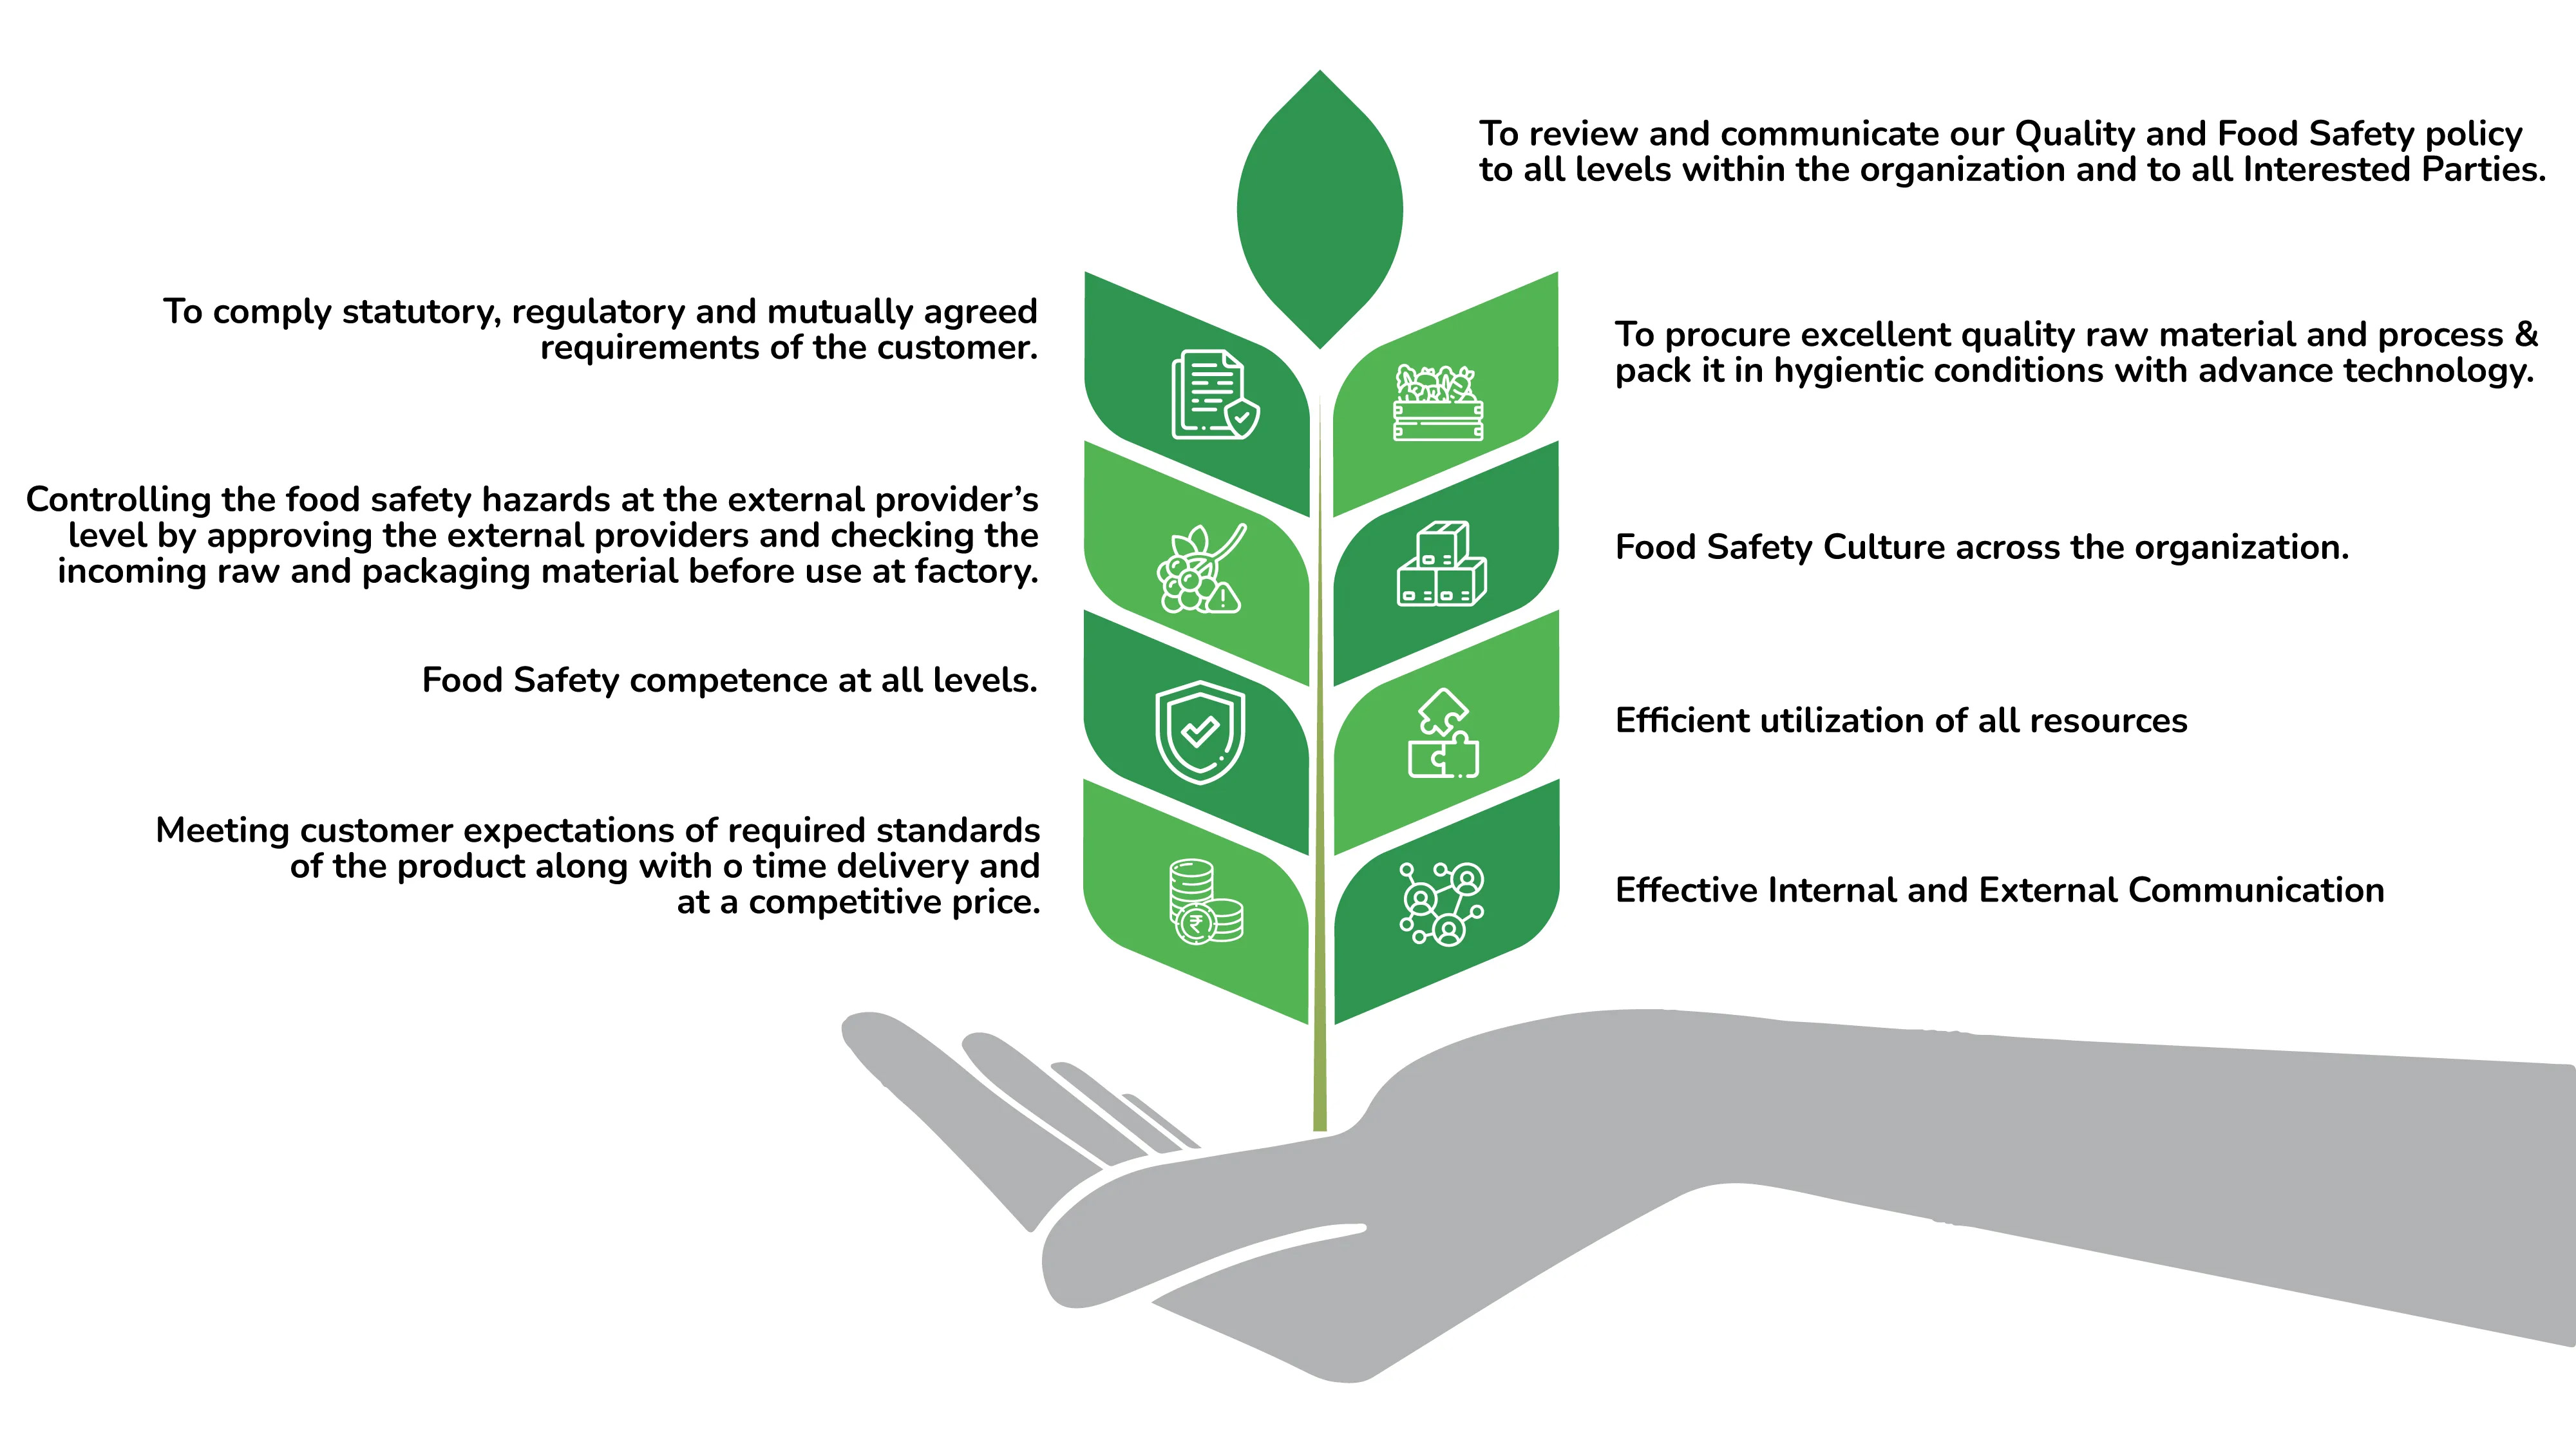 To review and communicate our Quality and Food Safety policy
to all levels within the organization and to all Interested Parties.
To comply statutory, regulatory and mutually agreed
requirements of the customer.
To procure excellent quality raw material and process &
pack it in hygientic conditions with advance technology.
Controlling the food safety hazards at the external provider’s
level by approving the external providers and checking the
incoming raw and packaging material before use at factory.
Food Safety Culture across the organization.
Food Safety competence at all levels.
Efficient utilization of all resources
Meeting customer expectations of required standards
of the product along with o time delivery and
at a competitive price.
Effective Internal and External Communication